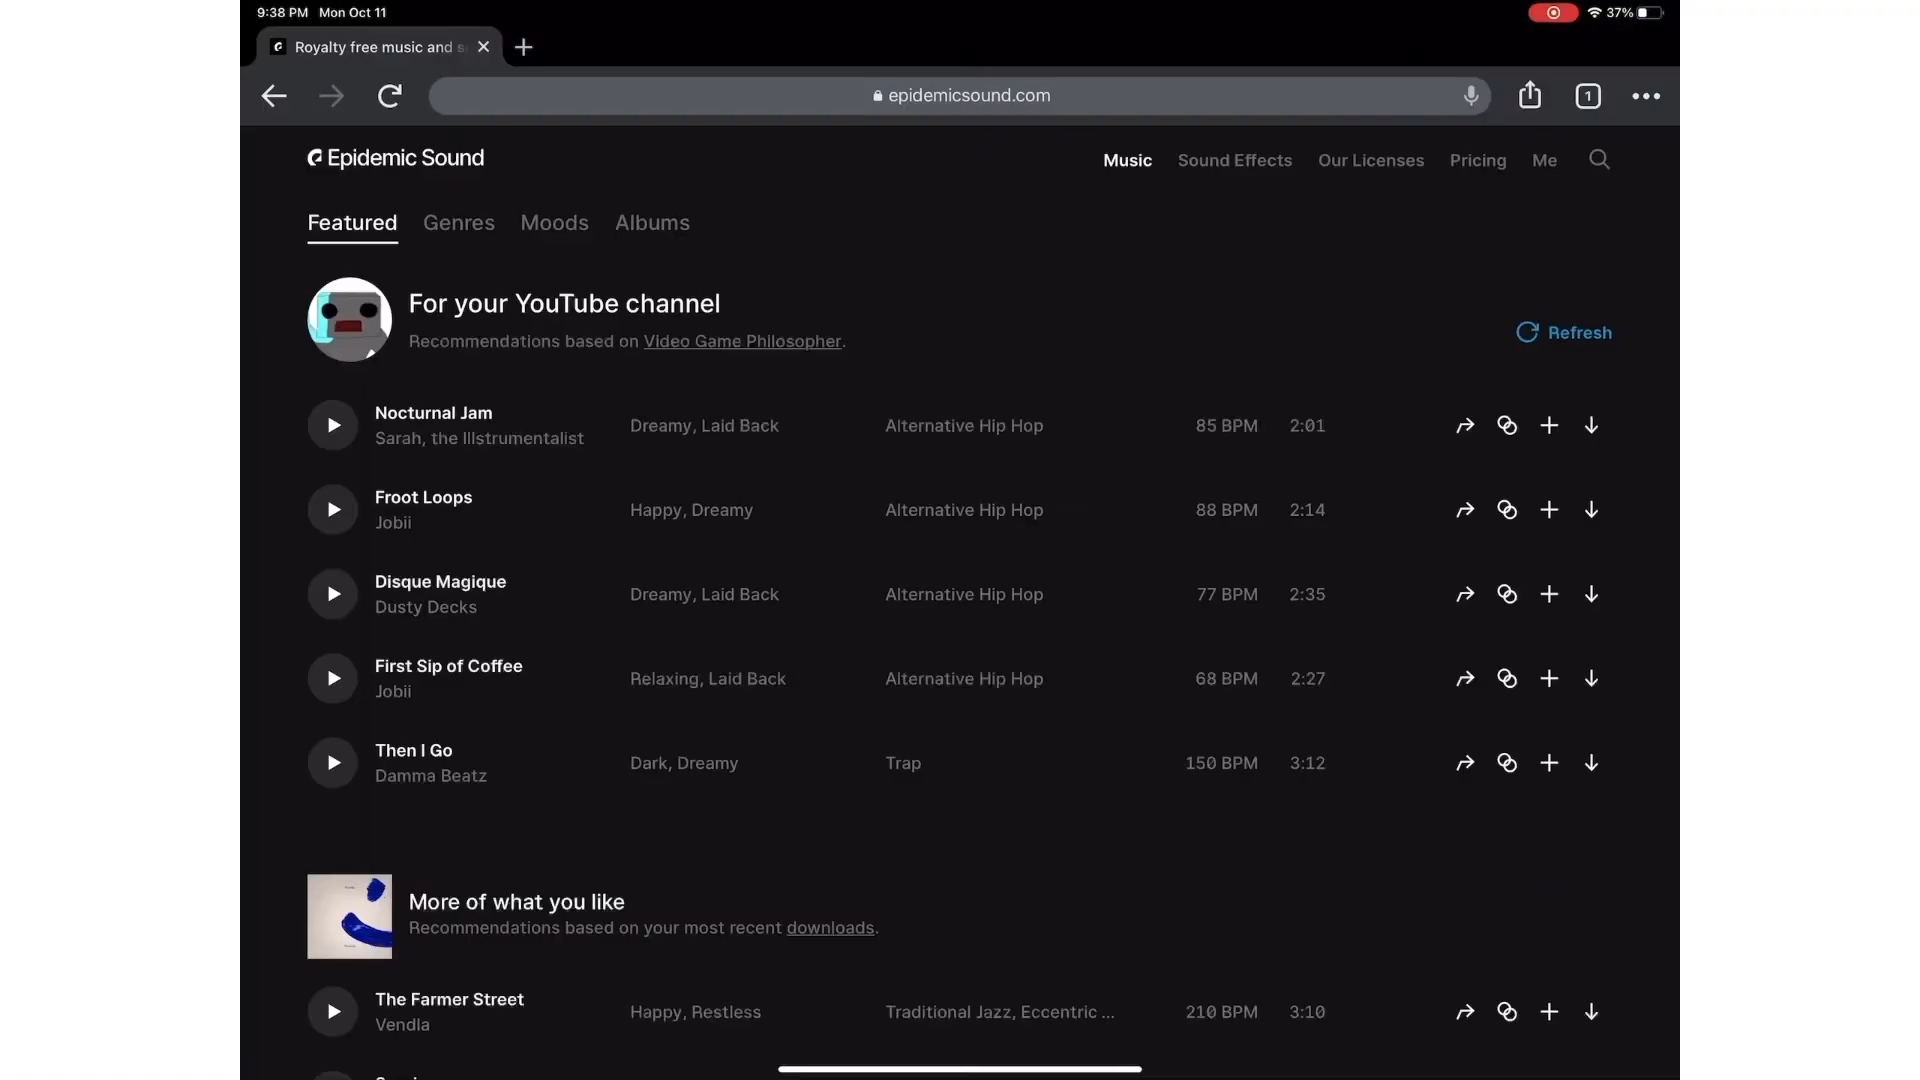 9:38 PM Mon Oct 11
37%
Royalty free music and s
epidemicsound.com
1
Epidemic Sound
Music Sound Effects Our Licenses Pricing Me
Featured Genres Moods Albums
For your YouTube channel
Recommendations based on Video Game Philosopher.
Refresh
Nocturnal Jam
Sarah, the Illstrumentalist
Dreamy, Laid Back
Alternative Hip Hop
85 BPM 2:01
Froot Loops
Jobii
Happy, Dreamy
Alternative Hip Hop
88 BPM 2:14
Disque Magique
Dusty Decks
Dreamy, Laid Back
Alternative Hip Hop
77 BPM 2:35
First Sip of Coffee
Jobii
Relaxing, Laid Back
Alternative Hip Hop
68 BPM 2:27
Then I Go
Damma Beatz
Dark, Dreamy
Trap
150 BPM 3:12
More of what you like
Recommendations based on your most recent downloads.
The Farmer Street
Vendla
Happy, Restless
Traditional Jazz, Eccentric ...
210 BPM 3:10